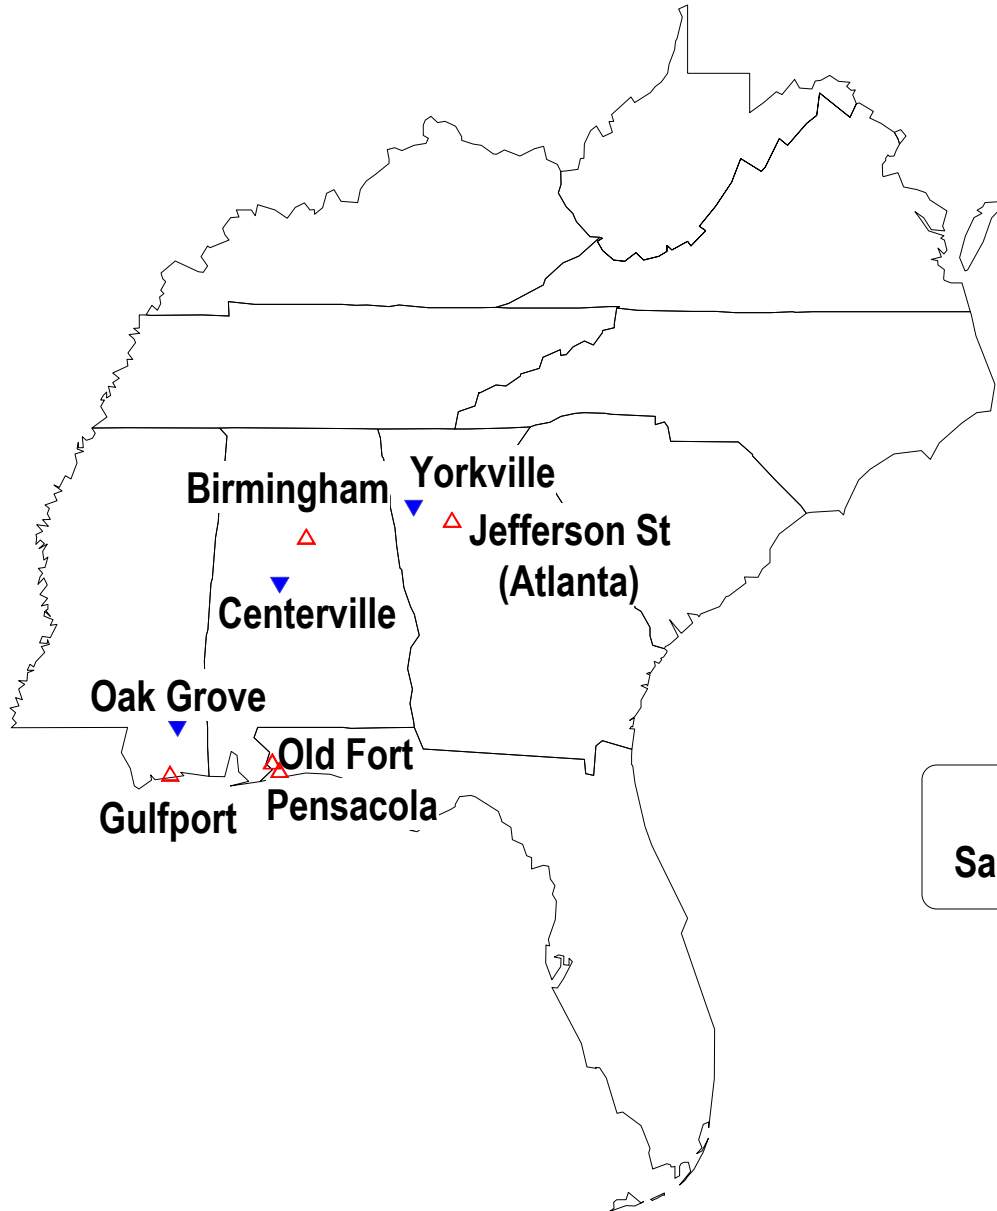 Yorkville
Birmingham
Jefferson St
(Atlanta)
Centerville
Oak Grove
Old Fort
Pensacola
Gulfport
Sa